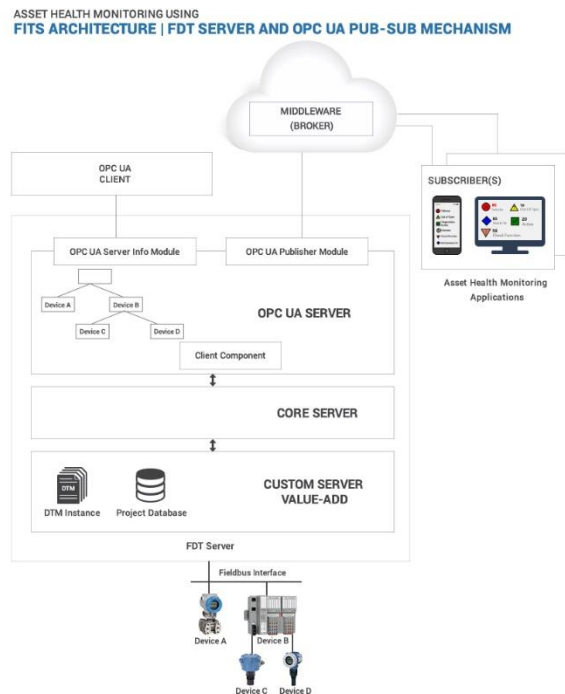 ASSET HEALTH MONITORING USING
FITS ARCHITECTURE | FDT SERVER AND OPC UA PUB-SUB MECHANISM
MIDDLEWARE
(BROKER)
OPC UA
CLIENT
SUBSCRIBER(S)
Asset Health Monitoring
Applications
OPC UA Server Info Module
OPC UA Publisher Module
Device A
Device B
Device C
Device D
OPC UA SERVER
Client Component
CORE SERVER
CUSTOM SERVER
VALUE-ADD
DTM
DTM Instance
Project Database
FDT Server
Fieldbus Interface
Device A
Device B
Device C
Device D